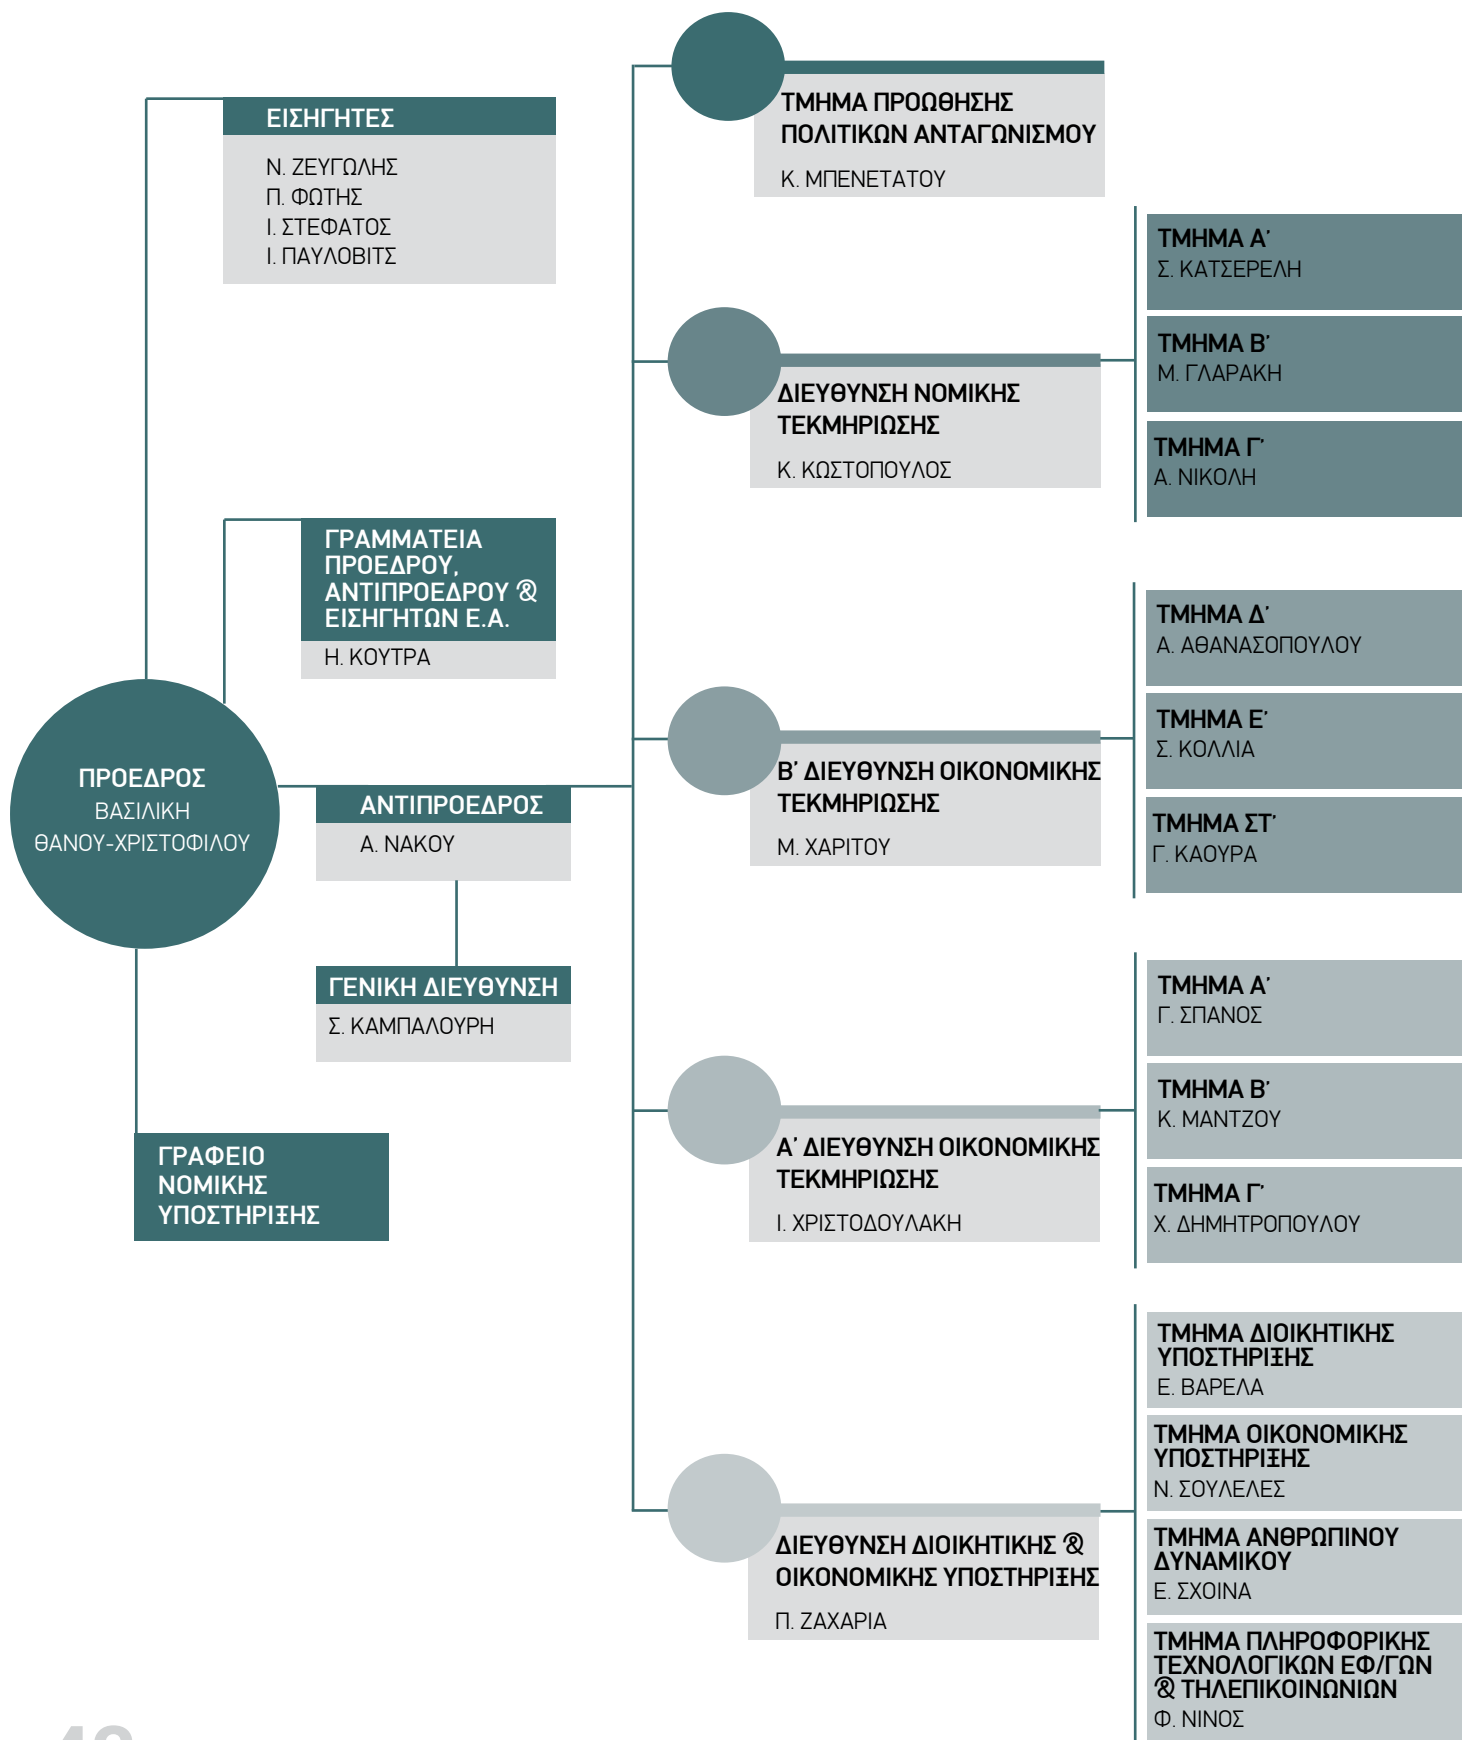 ΕΙΣΗΓΗΤΕΣ
Ν. ΖΕΥΓΩΛΗΣ
Π. ΦΩΤΗΣ
Ι. ΣΤΕΦΑΤΟΣ
Ι. ΠΑΥΛΟΒΙΤΣ
ΓΡΑΜΜΑΤΕΙΑ
ΠΡΟΕΔΡΟΥ,
ΑΝΤΙΠΡΟΕΔΡΟΥ &
ΕΙΣΗΓΗΤΩΝ Ε.Α.
Η. ΚΟΥΤΡΑ
ΠΡΟΕΔΡΟΣ
ΒΑΣΙΛΙΚΗ
ΘΑΝΟΥ-ΧΡΙΣΤΟΦΙΛΟΥ
ΑΝΤΙΠΡΟΕΔΡΟΣ
Α. ΝΑΚΟΥ
ΓΕΝΙΚΗ ΔΙΕΥΘΥΝΣΗ
Σ. ΚΑΜΠΑΛΟΥΡΗ
ΓΡΑΦΕΙΟ
ΝΟΜΙΚΗΣ
ΥΠΟΣΤΗΡΙΞΗΣ
ΤΜΗΜΑ ΠΡΟΩΘΗΣΗΣ
ΠΟΛΙΤΙΚΩΝ ΑΝΤΑΓΩΝΙΣΜΟΥ
Κ. ΜΠΕΝΕΤΑΤΟΥ
ΔΙΕΥΘΥΝΣΗ ΝΟΜΙΚΗΣ
ΤΕΚΜΗΡΙΩΣΗΣ
Κ. ΚΩΣΤΟΠΟΥΛΟΣ
ΤΜΗΜΑ Α'
Σ. ΚΑΤΣΕΡΕΛΗ
ΤΜΗΜΑ Β'
Μ. ΓΛΑΡΑΚΗ
ΤΜΗΜΑ Γ'
Α. ΝΙΚΟΛΗ
Β' ΔΙΕΥΘΥΝΣΗ ΟΙΚΟΝΟΜΙΚΗΣ
ΤΕΚΜΗΡΙΩΣΗΣ
Μ. ΧΑΡΙΤΟΥ
ΤΜΗΜΑ Δ'
Α. ΑΘΑΝΑΣΟΠΟΥΛΟΥ
ΤΜΗΜΑ Ε'
Σ. ΚΟΛΛΙΑ
ΤΜΗΜΑ ΣΤ'
Γ. ΚΑΟΥΡΑ
Α' ΔΙΕΥΘΥΝΣΗ ΟΙΚΟΝΟΜΙΚΗΣ
ΤΕΚΜΗΡΙΩΣΗΣ
Ι. ΧΡΙΣΤΟΔΟΥΛΑΚΗ
ΤΜΗΜΑ Α'
Γ. ΣΠΑΝΟΣ
ΤΜΗΜΑ Β'
Κ. ΜΑΝΤΖΟΥ
ΤΜΗΜΑ Γ'
Χ. ΔΗΜΗΤΡΟΠΟΥΛΟΥ
ΔΙΕΥΘΥΝΣΗ ΔΙΟΙΚΗΤΙΚΗΣ &
ΟΙΚΟΝΟΜΙΚΗΣ ΥΠΟΣΤΗΡΙΞΗΣ
Π. ΖΑΧΑΡΙΑ
ΤΜΗΜΑ ΔΙΟΙΚΗΤΙΚΗΣ
ΥΠΟΣΤΗΡΙΞΗΣ
Ε. ΒΑΡΕΛΑ
ΤΜΗΜΑ ΟΙΚΟΝΟΜΙΚΗΣ
ΥΠΟΣΤΗΡΙΞΗΣ
Ν. ΣΟΥΛΕΛΕΣ
ΤΜΗΜΑ ΑΝΘΡΩΠΙΝΟΥ
ΔΥΝΑΜΙΚΟΥ
Ε. ΣΧΟΙΝΑ
ΤΜΗΜΑ ΠΛΗΡΟΦΟΡΙΚΗΣ
ΤΕΧΝΟΛΟΓΙΚΩΝ ΕΦ/ΓΩΝ
& ΤΗΛΕΠΙΚΟΙΝΩΝΙΩΝ
Φ. ΝΙΝΟΣ